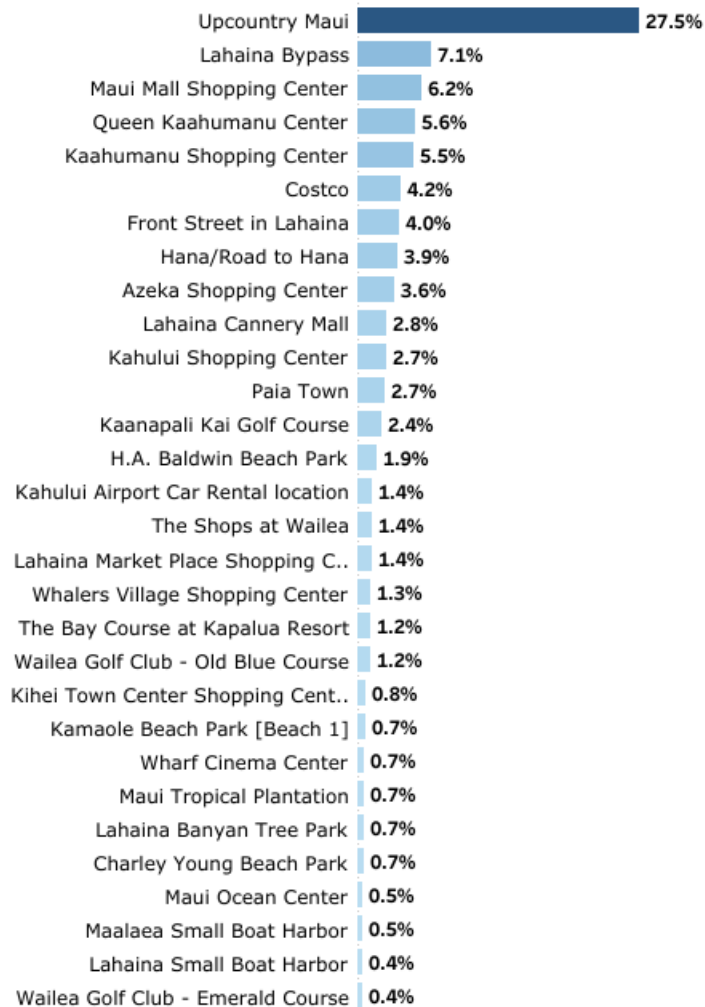 Upcountry Maui 27.5%
Lahaina Bypass 7.1%
Maui Mall Shopping Center 6.2%
Queen Kaahumanu Center 5.6%
Kaahumanu Shopping Center 5.5%
Costco 4.2%
Front Street in Lahaina 4.0%
Hana/Road to Hana 3.9%
Azeka Shopping Center 3.6%
Lahaina Cannery Mall 2.8%
Kahului Shopping Center 2.7%
Paia Town 2.7%
Kaanapali Kai Golf Course 2.4%
H.A. Baldwin Beach Park 1.9%
Kahului Airport Car Rental location 1.4%
The Shops at Wailea 1.4%
Lahaina Market Place Shopping C.. 1.4%
Whalers Village Shopping Center 1.3%
The Bay Course at Kapalua Resort 1.2%
Wailea Golf Club - Old Blue Course 1.2%
Kihei Town Center Shopping Cent.. 0.8%
Kamaole Beach Park [Beach 1] 0.7%
Wharf Cinema Center 0.7%
Maui Tropical Plantation 0.7%
Lahaina Banyan Tree Park 0.7%
Charley Young Beach Park 0.7%
Maui Ocean Center 0.5%
Maalaea Small Boat Harbor 0.5%
Lahaina Small Boat Harbor 0.4%
Wailea Golf Club - Emerald Course 0.4%